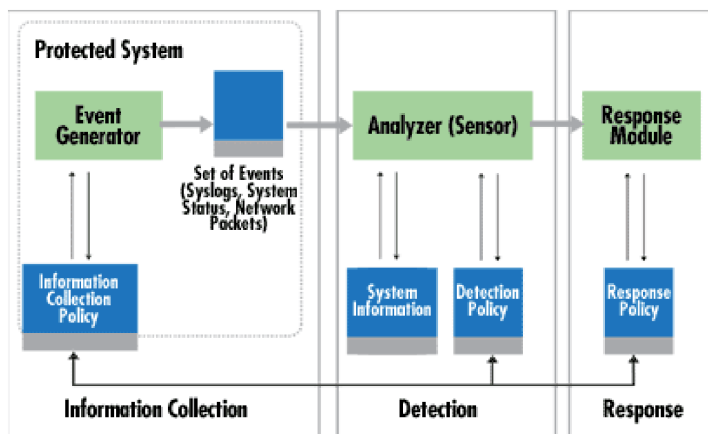 Protected System
Event
Generator
Set of Events
(Syslogs, System
Status, Network
Packets)
Information
Collection
Policy
Information Collection
Analyzer (Sensor)
System
Information
Detection
Policy
Detection
Response
Module
Response
Policy
Response